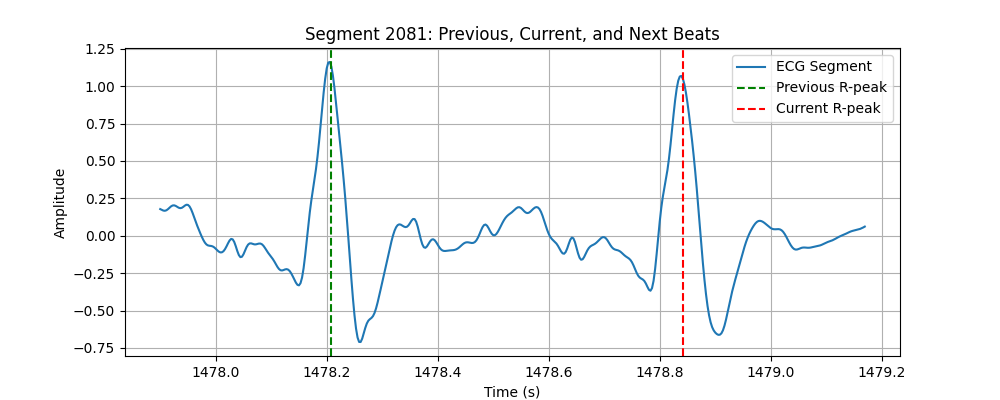 Segment 2081: Previous, Current, and Next Beats
1.25
1.00
0.75
0.50
0.25
0.00
−0.25
−0.50
−0.75
Amplitude
ECG Segment
Previous R-peak
Current R-peak
1478.0 1478.2 1478.4 1478.6 1478.8 1479.0 1479.2
Time (s)